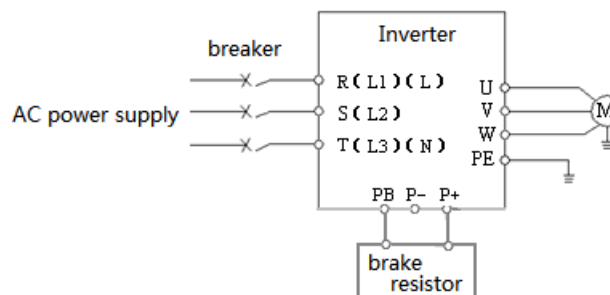 Inverter
breaker
R(L1)(L)
U
AC power supply
S(L2)
V
M
T(L3)(N)
W
PE
PB P- P+
brake
resistor